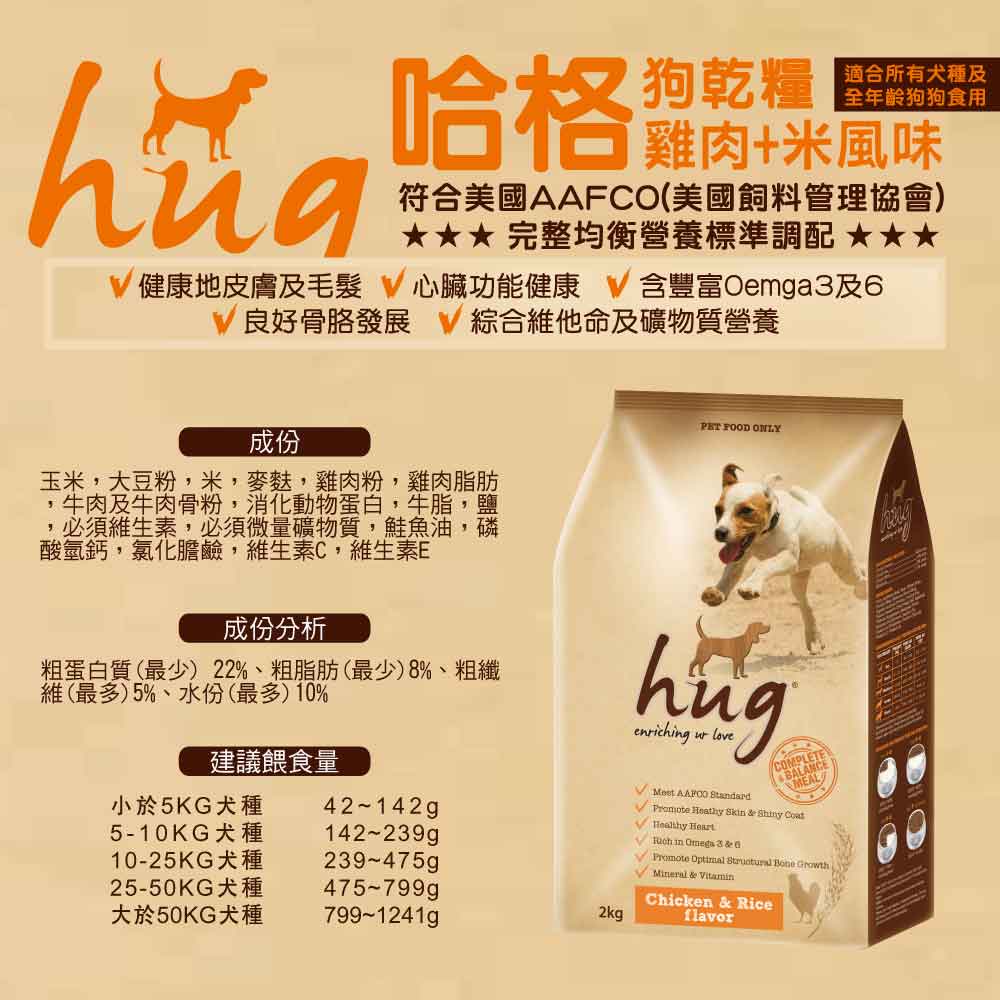 hug
哈格
狗乾糧
雞肉+米風味
適合所有犬種及
全年齡狗狗食用
符合美國AAFCO(美國飼料管理協會)
★★★ 完整均衡營養標準調配 ★★★
健康地皮膚及毛髮 心臟功能健康 含豐富Oemga3及6
良好骨胳發展 綜合維他命及礦物質營養
成份
玉米，大豆粉，米，麥麩，雞肉粉，雞肉脂肪
，牛肉及牛肉骨粉，消化動物蛋白，牛脂，鹽
，必須維生素，必須微量礦物質，鮭魚油，磷
酸氫鈣，氯化膽鹼，維生素C，維生素E
成份分析
粗蛋白質(最少) 22%、粗脂肪(最少)8%、粗纖
維(最多)5%、水份(最多)10%
建議餵食量
小於5KG犬種 42~142g
5-10KG犬種 142~239g
10-25KG犬種 239~475g
25-50KG犬種 475~799g
大於50KG犬種 799~1241g
PET FOOD ONLY
hug
enriching ur love
COMPLETE
& BALANCE
MEAL
Meet AAFCO Standard
Promote Heathy Skin & Shiny Coat
Healthy Heart
Rich in Omega 3 & 6
Promote Optimal Structural Bone Growth
Mineral & Vitamin
Chicken & Rice
flavor
2kg
hug